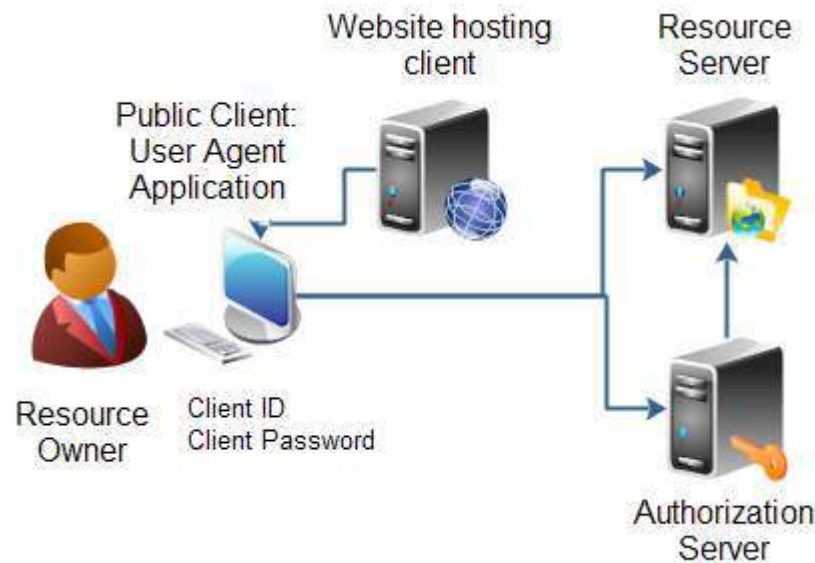 Website hosting
client
Resource
Server
Public Client:
User Agent
Application
Resource
Owner
Client ID
Client Password
Authorization
Server